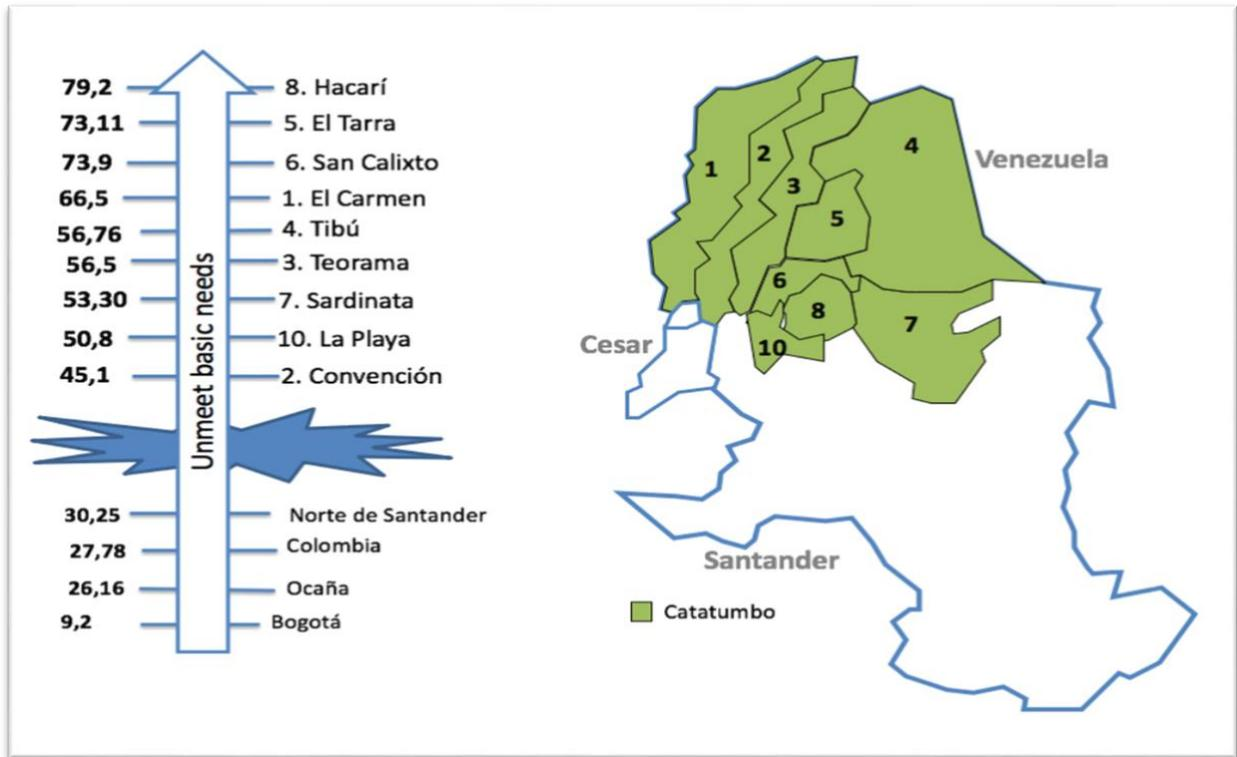 79,2 8. Hacarí
73,11 5. El Tarra
73,9 6. San Calixto
66,5 1. El Carmen
56,76 4. Tibú
56,5 3. Teorama
53,30 7. Sardinata
50,8 10. La Playa
45,1 2. Convención
Unmeet basic needs
30,25 Norte de Santander
27,78 Colombia
26,16 Ocaña
9,2 Bogotá
1
2
3
4
5
6
7
8
10
Venezuela
Cesar
Santander
Catatumbo